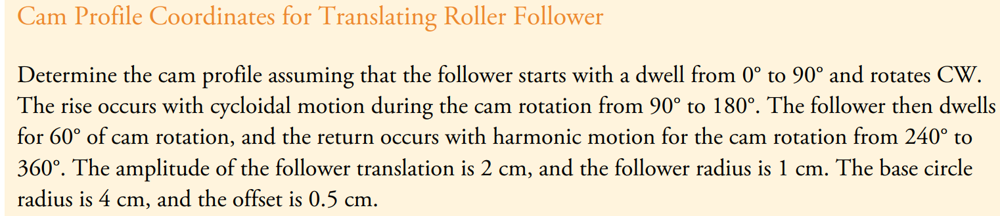 Cam Profile Coordinates for Translating Roller Follower
Determine the cam profile assuming that the follower starts with a dwell from 0° to 90° and rotates CW.
The rise occurs with cycloidal motion during the cam rotation from 90° to 180°. The follower then dwells
for 60° of cam rotation, and the return occurs with harmonic motion for the cam rotation from 240° to
360°. The amplitude of the follower translation is 2 cm, and the follower radius is 1 cm. The base circle
radius is 4 cm, and the offset is 0.5 cm.